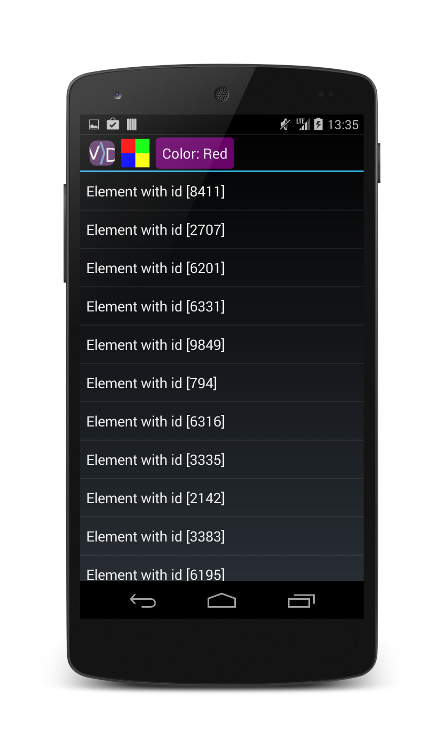 LTE 13:35
VD Color: Red
Element with id [8411]
Element with id [2707]
Element with id [6201]
Element with id [6331]
Element with id [9849]
Element with id [794]
Element with id [6316]
Element with id [3335]
Element with id [2142]
Element with id [3383]
Element with id [6195]